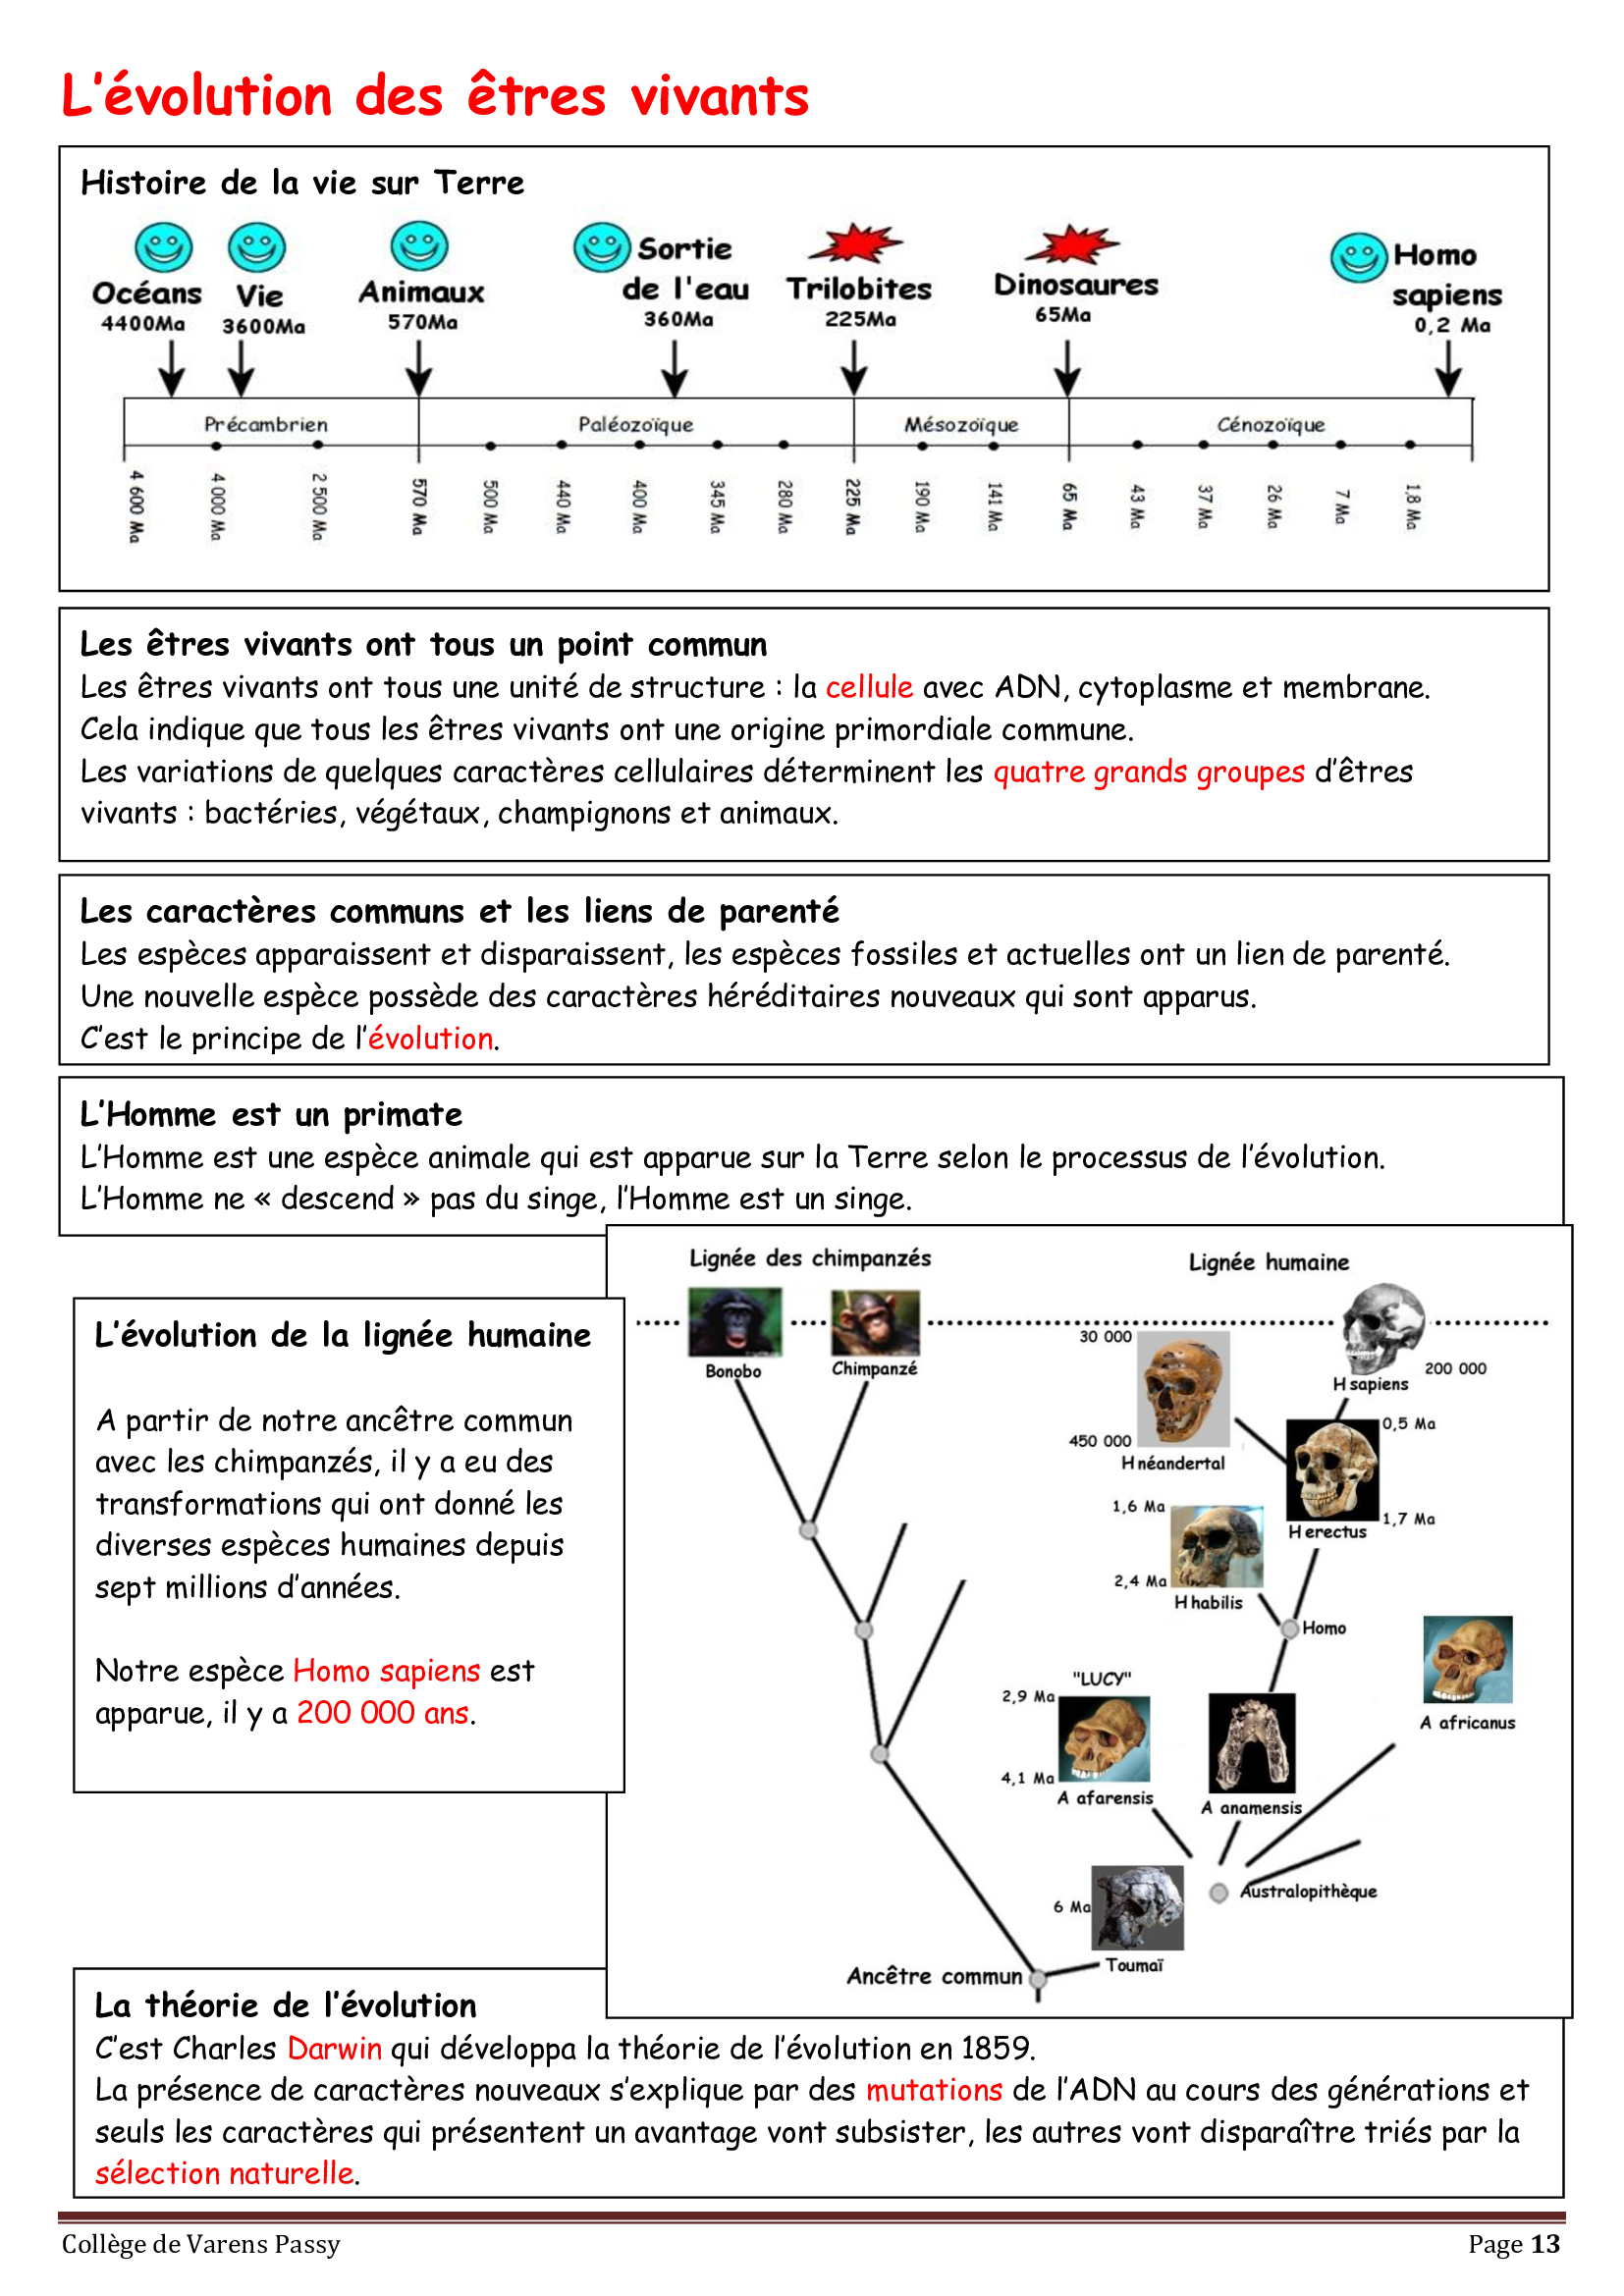 L’évolution des êtres vivants
Histoire de la vie sur Terre
Océans
4400Ma
Vie
3600Ma
Animaux
570Ma
Sortie
de l'eau
360Ma
Trilobites
225Ma
Dinosaures
65Ma
Homo
sapiens
0,2 Ma
Précambrien
Paléozoïque
Mésozoïque
Cénozoïque
4 600 Ma
4 000 Ma
2 500 Ma
570 Ma
500 Ma
440 Ma
400 Ma
345 Ma
280 Ma
225 Ma
190 Ma
141 Ma
65 Ma
43 Ma
37 Ma
26 Ma
7 Ma
1,8 Ma
Les êtres vivants ont tous un point commun
Les êtres vivants ont tous une unité de structure : la cellule avec ADN, cytoplasme et membrane.
Cela indique que tous les êtres vivants ont une origine primordiale commune.
Les variations de quelques caractères cellulaires déterminent les quatre grands groupes d’êtres
vivants : bactéries, végétaux, champignons et animaux.
Les caractères communs et les liens de parenté
Les espèces apparaissent et disparaissent, les espèces fossiles et actuelles ont un lien de parenté.
Une nouvelle espèce possède des caractères héréditaires nouveaux qui sont apparus.
C’est le principe de l’évolution.
L’Homme est un primate
L’Homme est une espèce animale qui est apparue sur la Terre selon le processus de l’évolution.
L’Homme ne « descend » pas du singe, l’Homme est un singe.
L’évolution de la lignée humaine
A partir de notre ancêtre commun
avec les chimpanzés, il y a eu des
transformations qui ont donné les
diverses espèces humaines depuis
sept millions d’années.
Notre espèce Homo sapiens est
apparue, il y a 200 000 ans.
Lignée des chimpanzés
Lignée humaine
Bonobo
Chimpanzé
30 000
450 000
H néandertal
H sapiens
200 000
0,5 Ma
1,7 Ma
H erectus
1,6 Ma
2,4 Ma
H habilis
Homo
"LUCY"
2,9 Ma
4,1 Ma
A afarensis
A anamensis
A africanus
Australopithèque
6 Ma
Toumaï
Ancêtre commun
La théorie de l’évolution
C’est Charles Darwin qui développa la théorie de l’évolution en 1859.
La présence de caractères nouveaux s’explique par des mutations de l’ADN au cours des générations et
seuls les caractères qui présentent un avantage vont subsister, les autres vont disparaître triés par la
sélection naturelle.
Collège de Varens Passy
Page 13